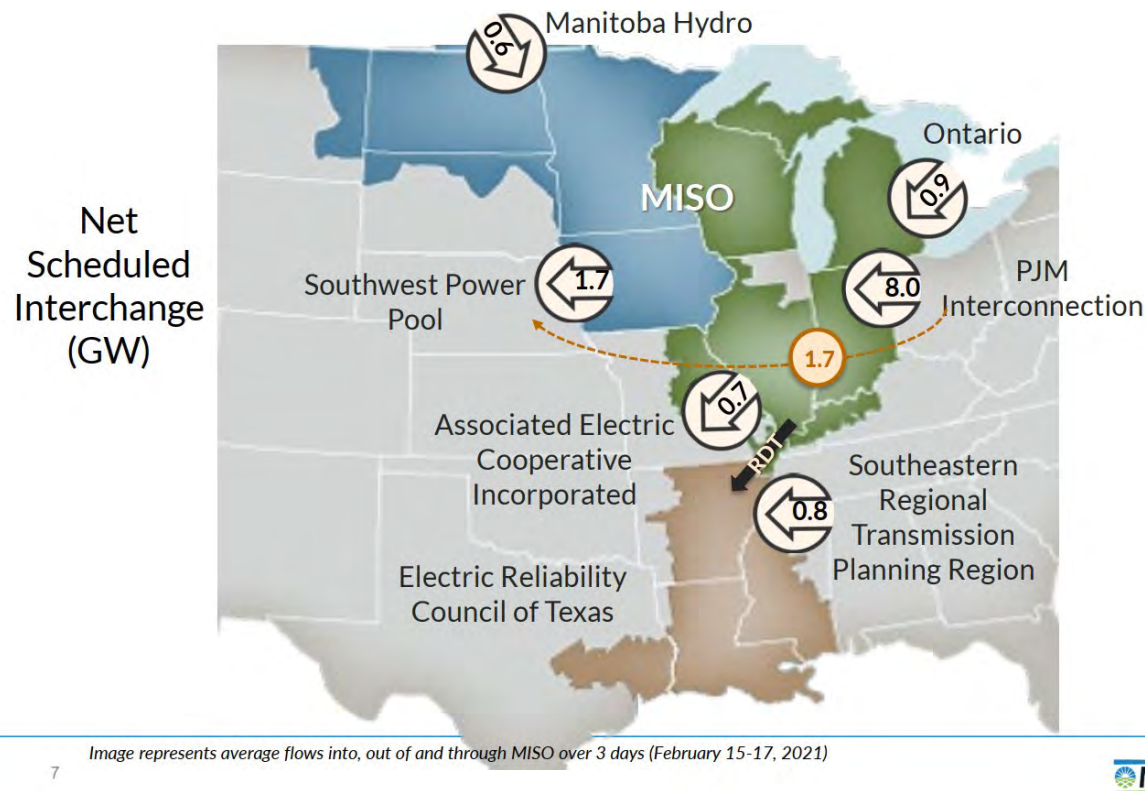 Manitoba Hydro
0.6
Ontario
0.9
MISO
Net
Scheduled
Interchange
(GW)
Southwest Power
Pool
1.7
8.0
PJM
Interconnection
1.7
0.7
Associated Electric
Cooperative
Incorporated
RDT
0.8
Southeastern
Regional
Transmission
Planning Region
Electric Reliability
Council of Texas
Image represents average flows into, out of and through MISO over 3 days (February 15-17, 2021)
7